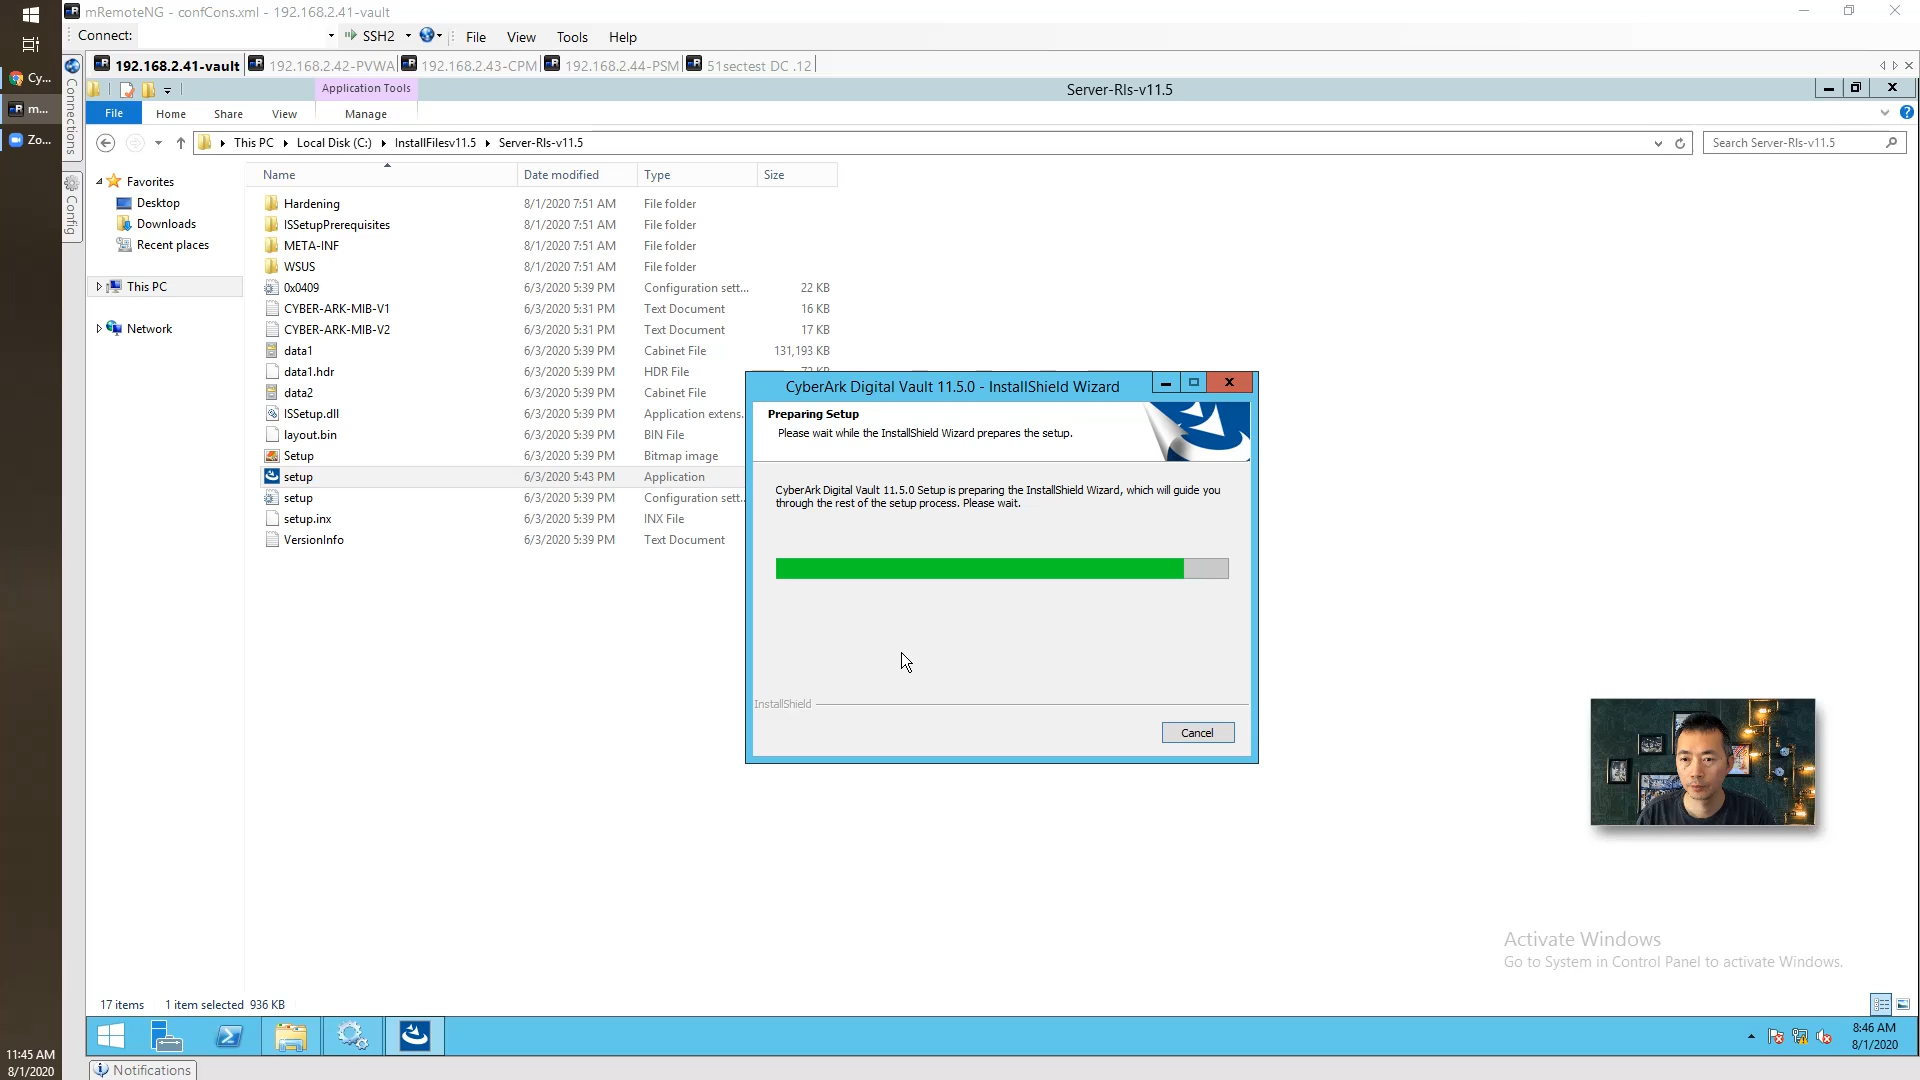 mRemoteNG - confCons.xml - 192.168.2.41-vault
Connect:
SSH2
File
View
Tools
Help
192.168.2.41-vault
192.168.2.42-PVWA
192.168.2.43-CPM
192.168.2.44-PSM
51sectest DC .12
Cy...
m...
Zo...
Connections
Config
Application Tools
Server-Rls-v11.5
File
Home
Share
View
Manage
This PC
Local Disk (C:)
InstallFilesv11.5
Server-Rls-v11.5
Search Server-Rls-v11.5
Favorites
Desktop
Downloads
Recent places
This PC
Network
Name Date modified Type Size
Hardening 8/1/2020 7:51 AM File folder
ISSetupPrerequisites 8/1/2020 7:51 AM File folder
META-INF 8/1/2020 7:51 AM File folder
WSUS 8/1/2020 7:51 AM File folder
0x0409 6/3/2020 5:39 PM Configuration sett... 22 KB
CYBER-ARK-MIB-V1 6/3/2020 5:31 PM Text Document 16 KB
CYBER-ARK-MIB-V2 6/3/2020 5:31 PM Text Document 17 KB
data1 6/3/2020 5:39 PM Cabinet File 131,193 KB
data1.hdr 6/3/2020 5:39 PM HDR File
data2 6/3/2020 5:39 PM Cabinet File
ISSetup.dll 6/3/2020 5:39 PM Application extens...
layout.bin 6/3/2020 5:39 PM BIN File
Setup 6/3/2020 5:39 PM Bitmap image
setup 6/3/2020 5:43 PM Application
setup 6/3/2020 5:39 PM Configuration sett...
setup.inx 6/3/2020 5:39 PM INX File
VersionInfo 6/3/2020 5:39 PM Text Document
CyberArk Digital Vault 11.5.0 - InstallShield Wizard
Preparing Setup
Please wait while the InstallShield Wizard prepares the setup.
CyberArk Digital Vault 11.5.0 Setup is preparing the InstallShield Wizard, which will guide you
through the rest of the setup process. Please wait.
InstallShield
Cancel
Activate Windows
Go to System in Control Panel to activate Windows.
17 items 1 item selected 936 KB
8:46 AM
8/1/2020
11:45 AM
8/1/2020
Notifications